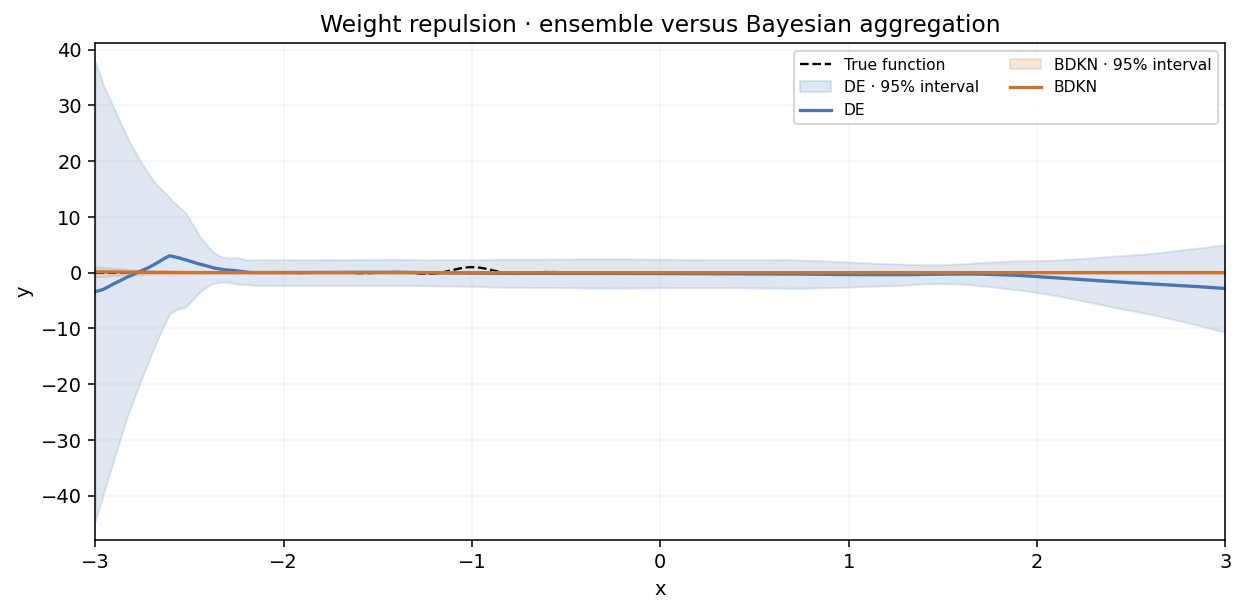 Weight repulsion · ensemble versus Bayesian aggregation
True function
DE · 95% interval
DE
BDKN · 95% interval
BDKN
y
40
30
20
10
0
−10
−20
−30
−40
−3
−2
−1
0
1
2
3
x